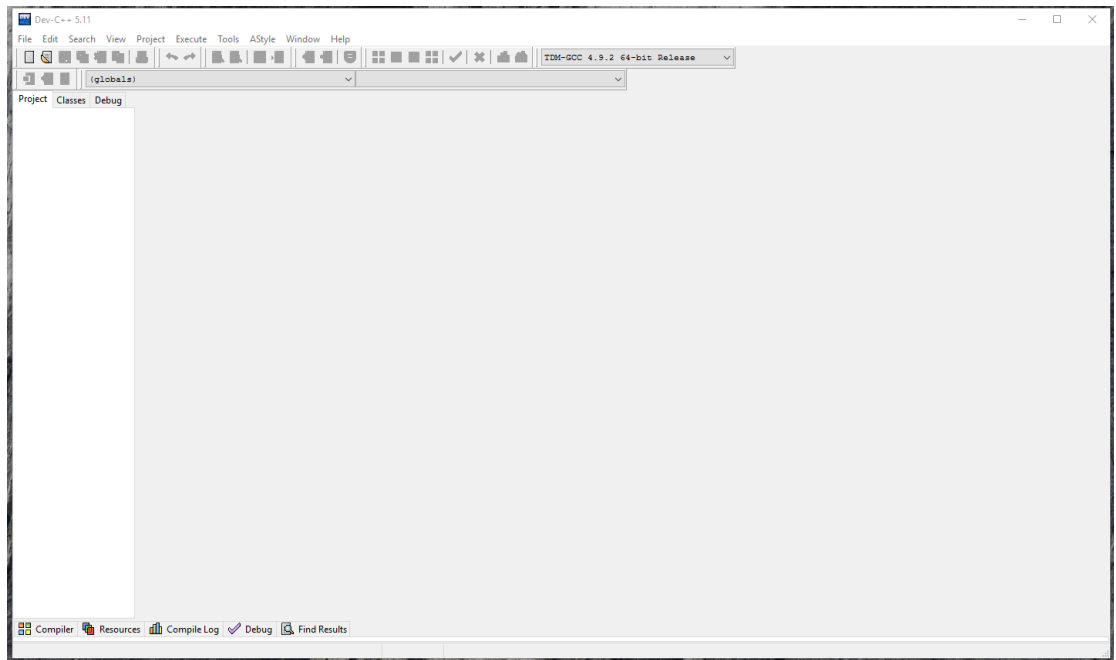 Dev-C++ 5.11
File Edit Search View Project Execute Tools AStyle Window Help
TDM-GCC 4.9.2 64-bit Release
(globals)
Project Classes Debug
Compiler Resources Compile Log Debug Find Results